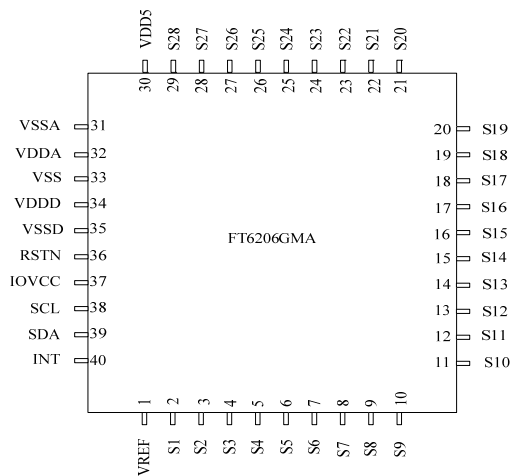 VDD5 S28 S27 S26 S25 S24 S23 S22 S21 S20
30 29 28 27 26 25 24 23 22 21
VSSA 31
VDDA 32
VSS 33
VDDD 34
VSSD 35
RSTN 36
IOVCC 37
SCL 38
SDA 39
INT 40
FT6206GMA
20 S19
19 S18
18 S17
17 S16
16 S15
15 S14
14 S13
13 S12
12 S11
11 S10
1 2 3 4 5 6 7 8 9 10
VREF S1 S2 S3 S4 S5 S6 S7 S8 S9